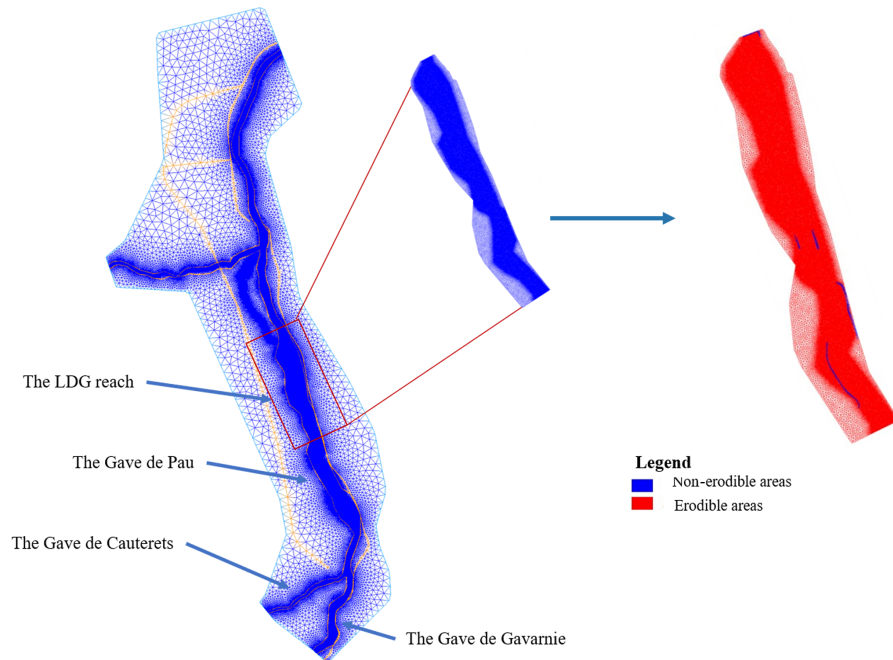 The LDG reach
The Gave de Pau
The Gave de Cauterets
The Gave de Gavarnie
Legend
Non-erodible areas
Erodible areas